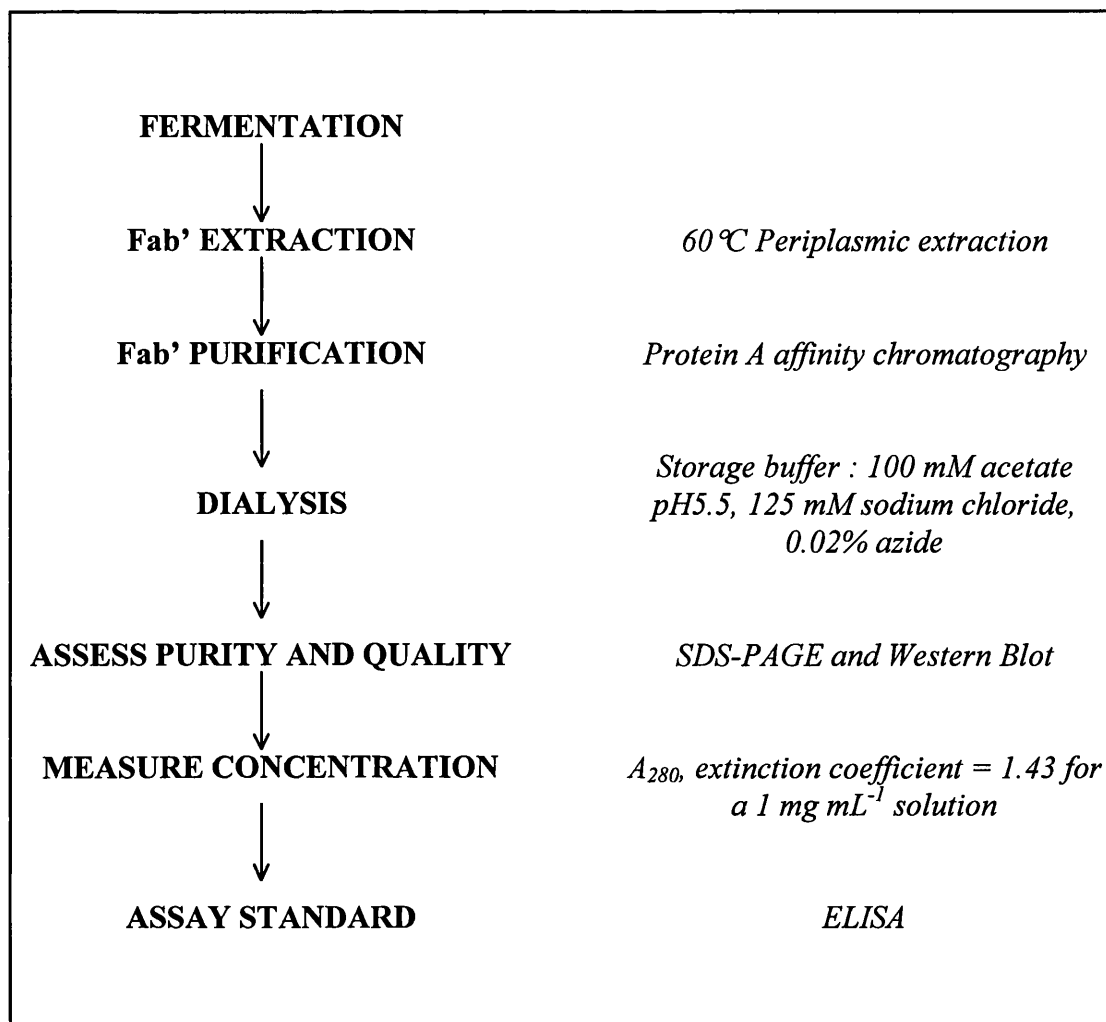 FERMENTATION
Fab’ EXTRACTION
60°C Periplasmic extraction
Fab’ PURIFICATION
Protein A affinity chromatography
DIALYSIS
Storage buffer : 100 mM acetate
pH5.5, 125 mM sodium chloride,
0.02% azide
ASSESS PURITY AND QUALITY
SDS-PAGE and Western Blot
MEASURE CONCENTRATION
A280, extinction coefficient = 1.43 for
a 1 mg mL-1 solution
ASSAY STANDARD
ELISA